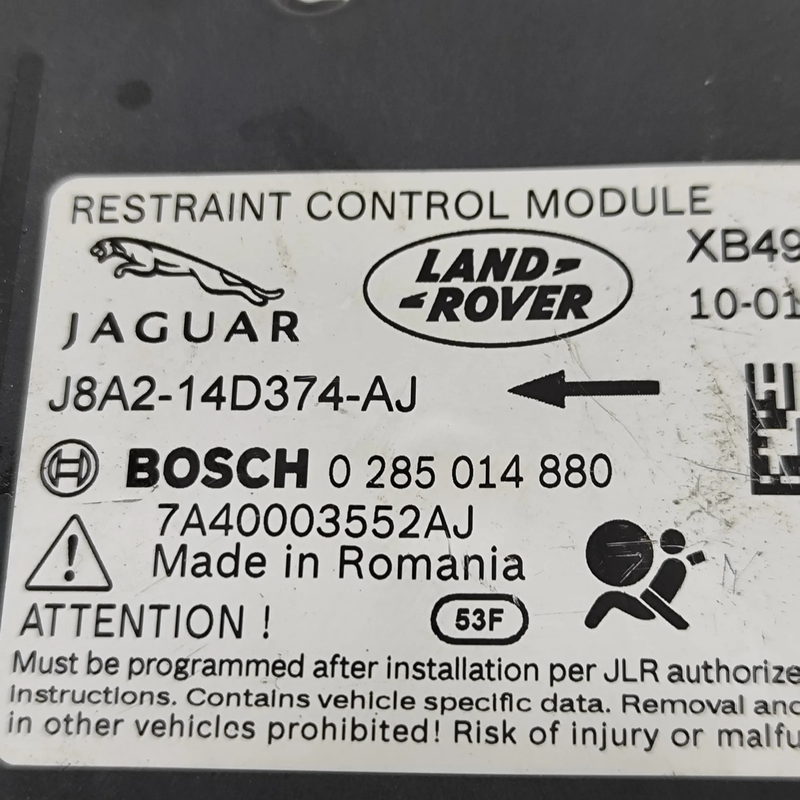 RESTRAINT CONTROL MODULE
JAGUAR
LAND-
-ROVER
XB49
10-01
J8A2-14D374-AJ
BOSCH 0 285 014 880
7A40003552AJ
Made in Romania
ATTENTION !
53F
Must be programmed after installation per JLR authorize
instructions. Contains vehicle specific data. Removal and
in other vehicles prohibited! Risk of injury or malfu